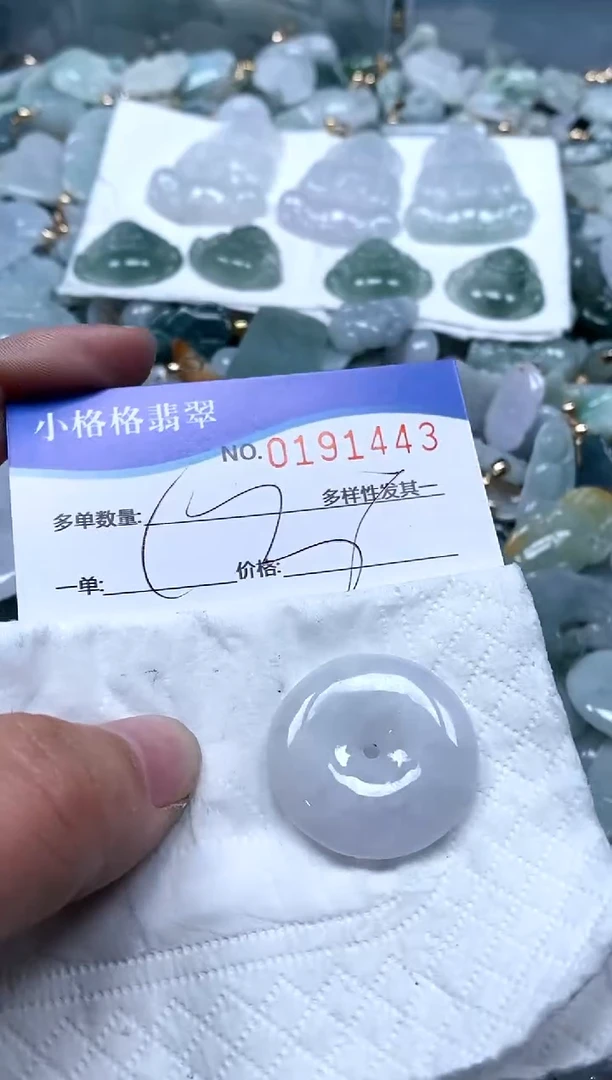 小格格翡翠
NO.0191443
多样性发其一
多单数量:
一单: 价格: